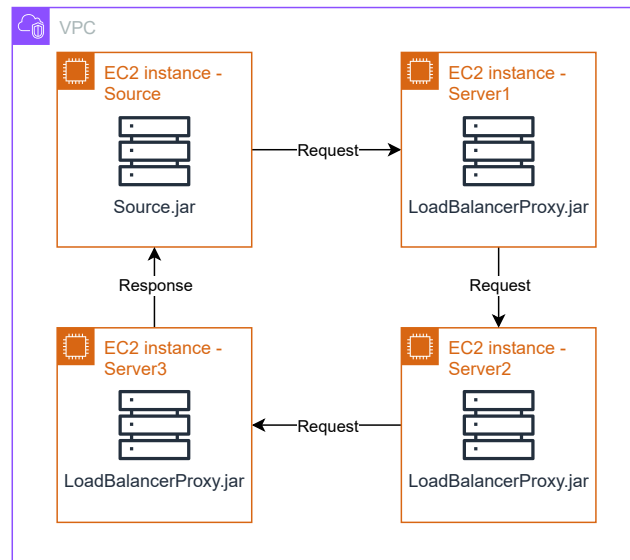 VPC
EC2 instance -
Source
Source.jar
Request
EC2 instance -
Server1
LoadBalancerProxy.jar
Response
Request
EC2 instance -
Server3
LoadBalancerProxy.jar
Request
EC2 instance -
Server2
LoadBalancerProxy.jar